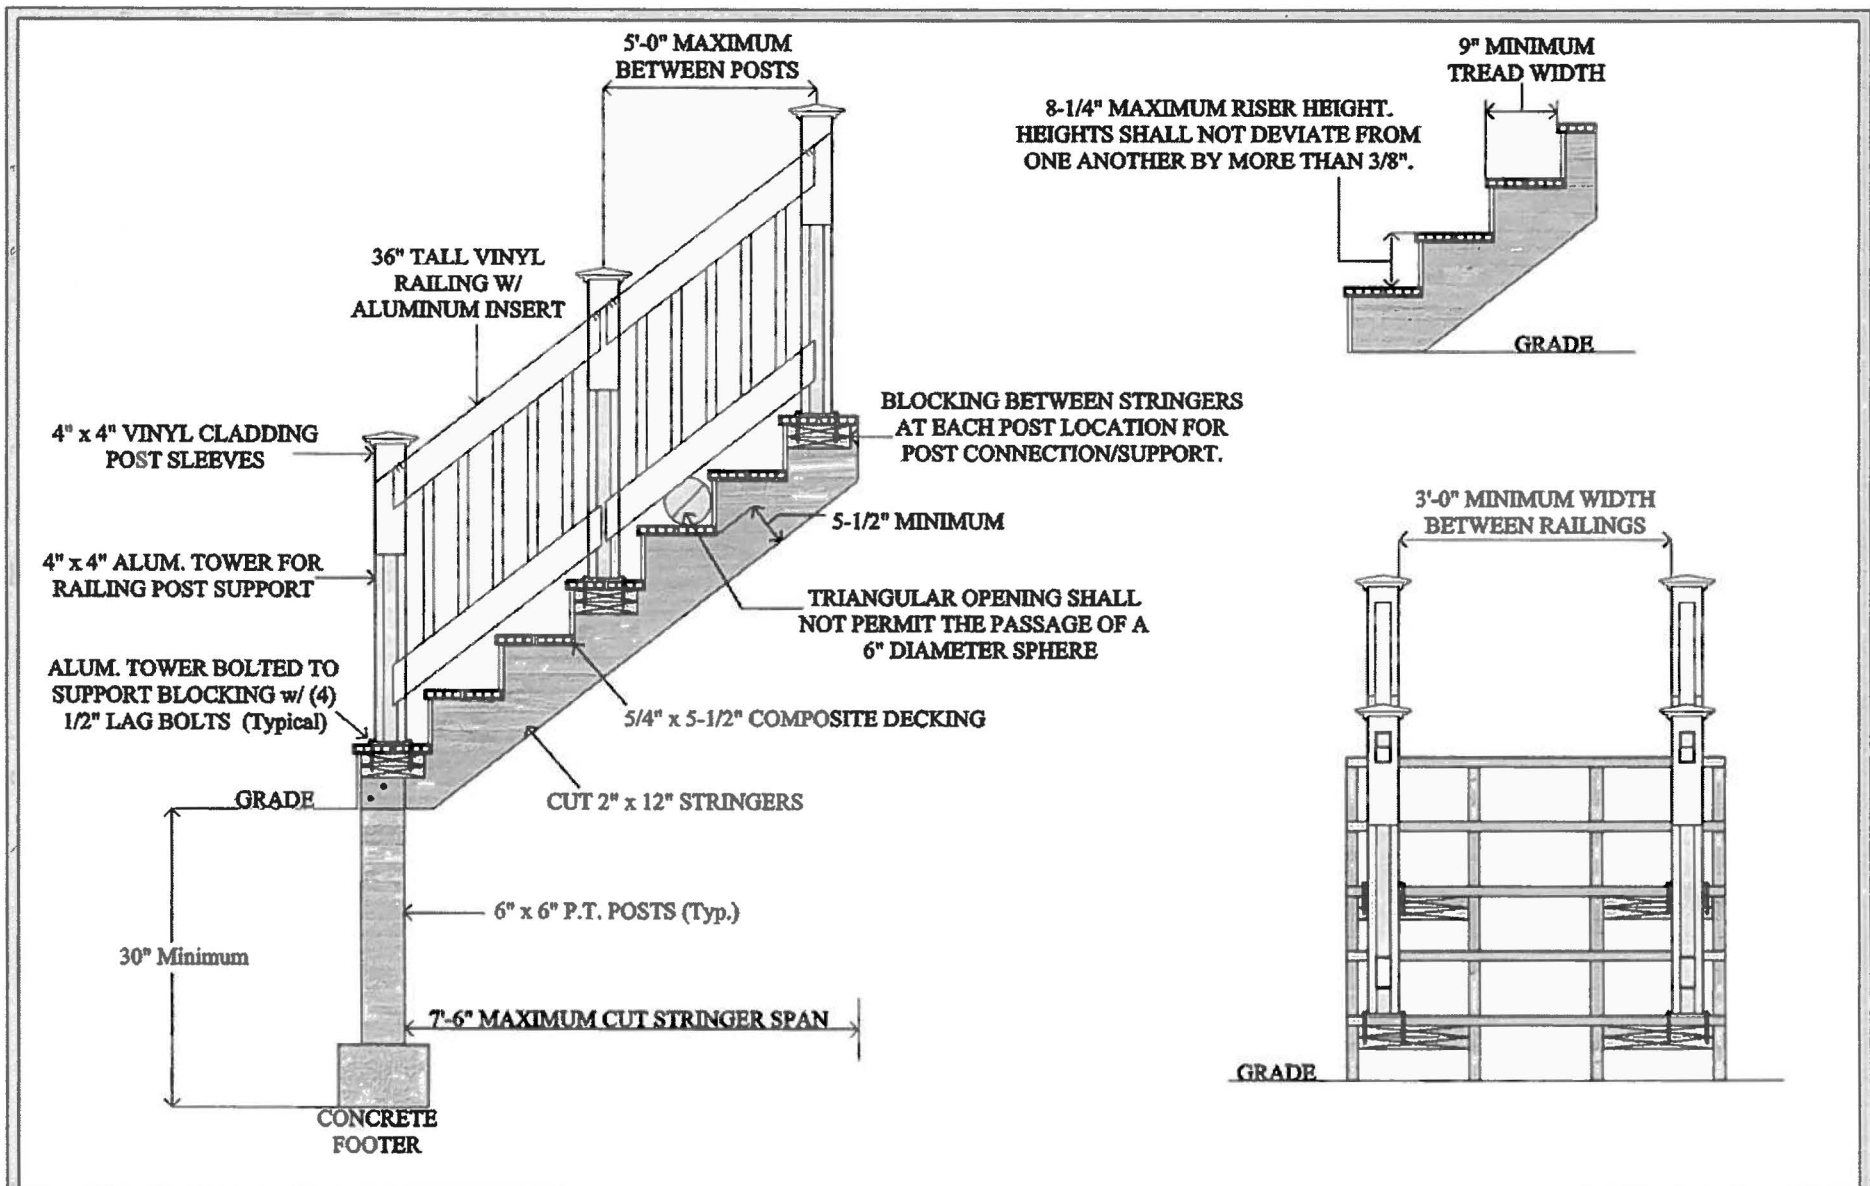 5'-0" MAXIMUM
BETWEEN POSTS
9" MINIMUM
TREAD WIDTH
8-1/4" MAXIMUM RISER HEIGHT.
HEIGHTS SHALL NOT DEVIATE FROM
ONE ANOTHER BY MORE THAN 3/8".
36" TALL VINYL
RAILING W/
ALUMINUM INSERT
GRADE
4" x 4" VINYL CLADDING
POST SLEEVES
BLOCKING BETWEEN STRINGERS
AT EACH POST LOCATION FOR
POST CONNECTION/SUPPORT.
5-1/2" MINIMUM
3'-0" MINIMUM WIDTH
BETWEEN RAILINGS
4" x 4" ALUM. TOWER FOR
RAILING POST SUPPORT
TRIANGULAR OPENING SHALL
NOT PERMIT THE PASSAGE OF A
6" DIAMETER SPHERE
ALUM. TOWER BOLTED TO
SUPPORT BLOCKING w/ (4)
1/2" LAG BOLTS (Typical)
5/4" x 5-1/2" COMPOSITE DECKING
GRADE
CUT 2" x 12" STRINGERS
6" x 6" P.T. POSTS (Typ.)
30" Minimum
7'-6" MAXIMUM CUT STRINGER SPAN
GRADE
CONCRETE
FOOTER